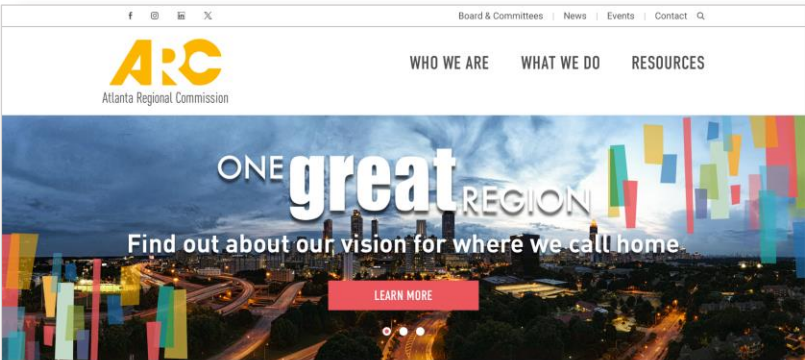 Board & Committees | News | Events | Contact
ARC
Atlanta Regional Commission
WHO WE ARE WHAT WE DO RESOURCES
ONE great REGION
Find out about our vision for where we call home
LEARN MORE